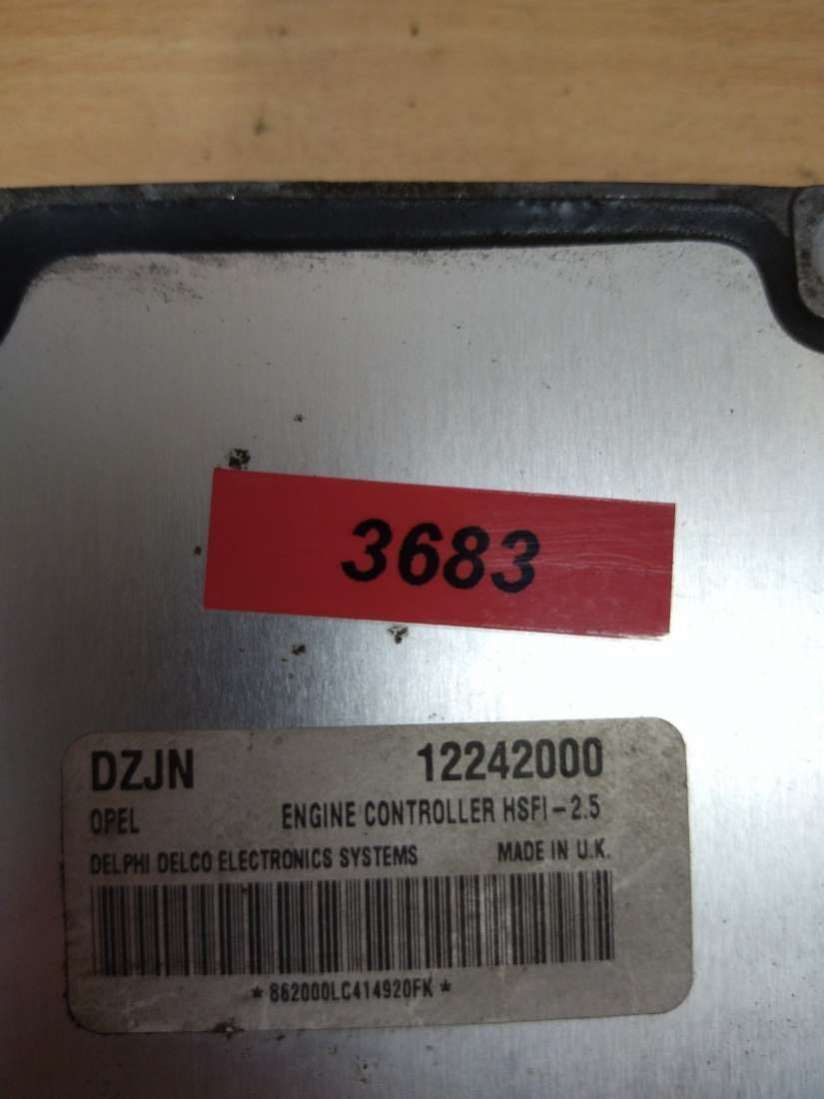 3683
DZJN 12242000
OPEL ENGINE CONTROLLER HSFI-2.5
DELPHI DELCO ELECTRONICS SYSTEMS MADE IN U.K.
*862000LC414920FK*